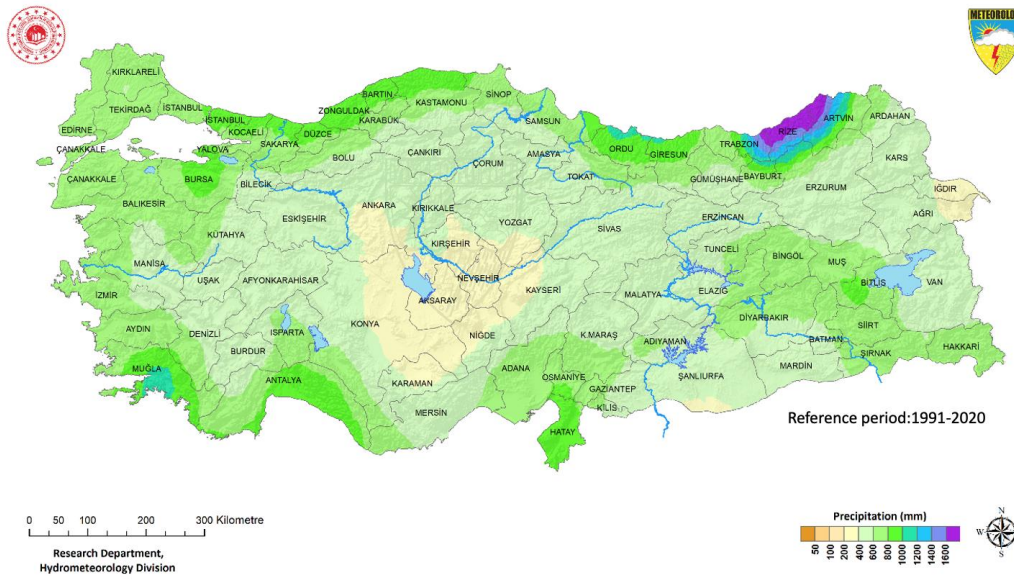 METEOROLOJ
KIRKLARELİ
TEKİRDAĞ
İSTANBUL
EDİRNE
İSTANBUL
KOCAELİ
YALOVA
SAKARYA
DÜZCE
ZONGULDAK
BARTIN
KARABÜK
KASTAMONU
SİNOP
SAMSUN
ORDU
GİRESUN
TRABZON
RİZE
ARTVİN
ARDAHAN
ÇANAKKALE
ÇANAKKALE
BURSA
BİLECİK
BOLU
ÇANKIRI
ÇORUM
AMASYA
TOKAT
GÜMÜŞHANE
BAYBURT
ERZURUM
KARS
IĞDIR
AĞRI
BALIKESİR
KÜTAHYA
ESKİŞEHİR
ANKARA
KIRIKKALE
YOZGAT
SİVAS
ERZİNCAN
TUNCELİ
BİNGÖL
MUŞ
BİTLİS
VAN
MANİSA
UŞAK
AFYONKARAHİSAR
KIRŞEHİR
NEVŞEHİR
AKSARAY
KAYSERİ
MALATYA
ELAZIĞ
DİYARBAKIR
BATMAN
SİİRT
ŞIRNAK
HAKKARİ
İZMİR
AYDIN
DENİZLİ
ISPARTA
BURDUR
KONYA
NİĞDE
K.MARAŞ
ADIYAMAN
ŞANLIURFA
MARDİN
MUĞLA
ANTALYA
KARAMAN
MERSİN
ADANA
OSMANİYE
GAZİANTEP
KİLİS
HATAY
Reference period:1991-2020
0 50 100 200 300 Kilometre
Research Department,
Hydrometeorology Division
Precipitation (mm)
50 100 200 400 600 800 1000 1200 1400 1600
N
W E
S